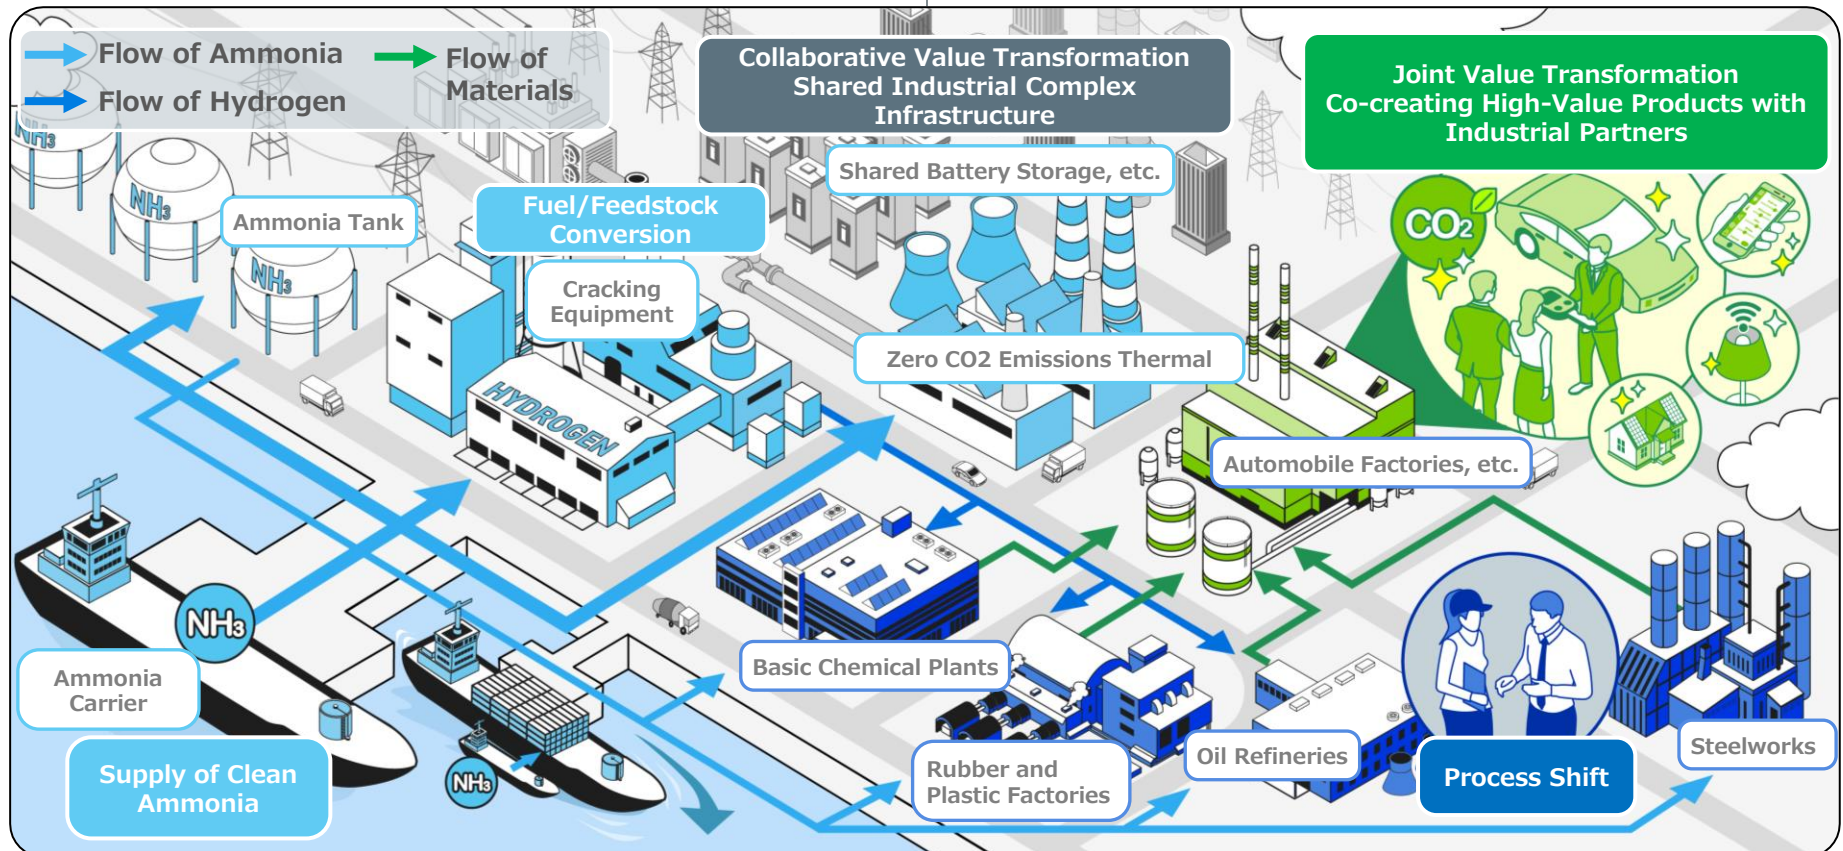 Flow of Ammonia
Flow of Hydrogen
Flow of
Materials
Collaborative Value Transformation
Shared Industrial Complex
Infrastructure
Joint Value Transformation
Co-creating High-Value Products with
Industrial Partners
NH₃
NH₃
NH₃
Ammonia Tank
Fuel/Feedstock
Conversion
Shared Battery Storage, etc.
CO₂
Cracking
Equipment
Zero CO2 Emissions Thermal
HYDROGEN
Automobile Factories, etc.
NH₃
Ammonia
Carrier
Basic Chemical Plants
Supply of Clean
Ammonia
NH₃
Rubber and
Plastic Factories
Oil Refineries
Process Shift
Steelworks